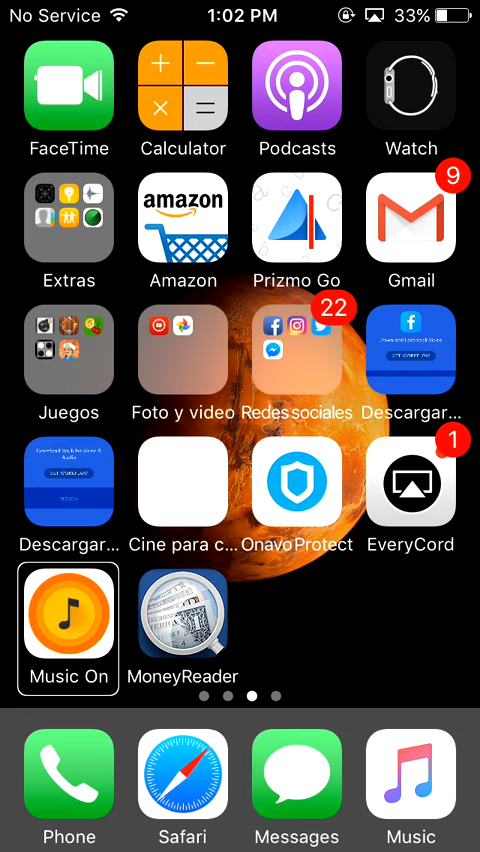 No Service 1:02 PM 33%
FaceTime Calculator Podcasts Watch
9
amazon
Extras Amazon Prizmo Go Gmail
22
Juegos Foto y video Redes sociales Descargar...
1
Descargar... Cine para c... Onavo Protect EveryCord
Music On MoneyReader
Phone Safari Messages Music